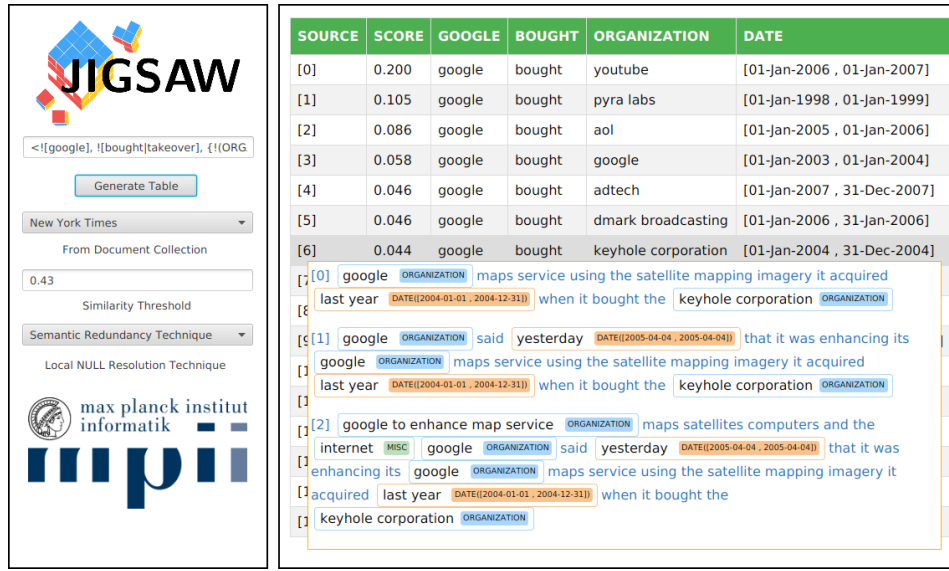 JIGSAW
<![google], ![bought|takeover], {!(ORG
Generate Table
New York Times
From Document Collection
0.43
Similarity Threshold
Semantic Redundancy Technique
Local NULL Resolution Technique
max planck institut
informatik
mpii
SOURCE SCORE GOOGLE BOUGHT ORGANIZATION DATE
[0] 0.200 google bought youtube [01-Jan-2006 , 01-Jan-2007]
[1] 0.105 google bought pyra labs [01-Jan-1998 , 01-Jan-1999]
[2] 0.086 google bought aol [01-Jan-2005 , 01-Jan-2006]
[3] 0.058 google bought google [01-Jan-2003 , 01-Jan-2004]
[4] 0.046 google bought adtech [01-Jan-2007 , 31-Dec-2007]
[5] 0.046 google bought dmark broadcasting [01-Jan-2006 , 31-Jan-2006]
[6] 0.044 google bought keyhole corporation [01-Jan-2004 , 31-Dec-2004]
[0] google ORGANIZATION maps service using the satellite mapping imagery it acquired
last year DATE([2004-01-01 , 2004-12-31]) when it bought the keyhole corporation ORGANIZATION
[1] google ORGANIZATION said yesterday DATE([2005-04-04 , 2005-04-04]) that it was enhancing its
google ORGANIZATION maps service using the satellite mapping imagery it acquired
last year DATE([2004-01-01 , 2004-12-31]) when it bought the keyhole corporation ORGANIZATION
[2] google to enhance map service ORGANIZATION maps satellites computers and the
internet MISC google ORGANIZATION said yesterday DATE([2005-04-04 , 2005-04-04]) that it was
enhancing its google ORGANIZATION maps service using the satellite mapping imagery it
acquired last year DATE([2004-01-01 , 2004-12-31]) when it bought the
keyhole corporation ORGANIZATION